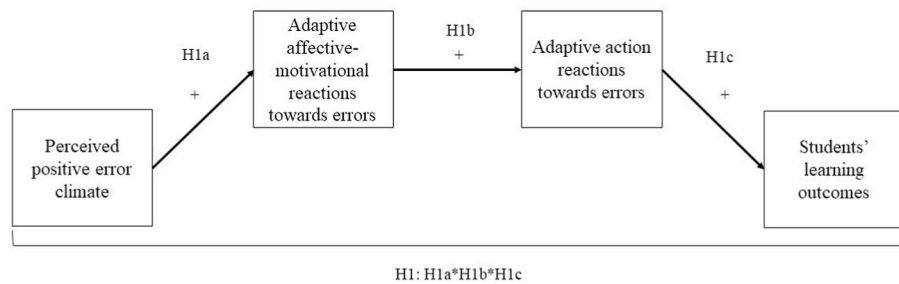 Perceived
positive error
climate
H1a
+
Adaptive
affective-
motivational
reactions
towards errors
H1b
+
Adaptive action
reactions
towards errors
H1c
+
Students’
learning
outcomes
H1: H1a*H1b*H1c